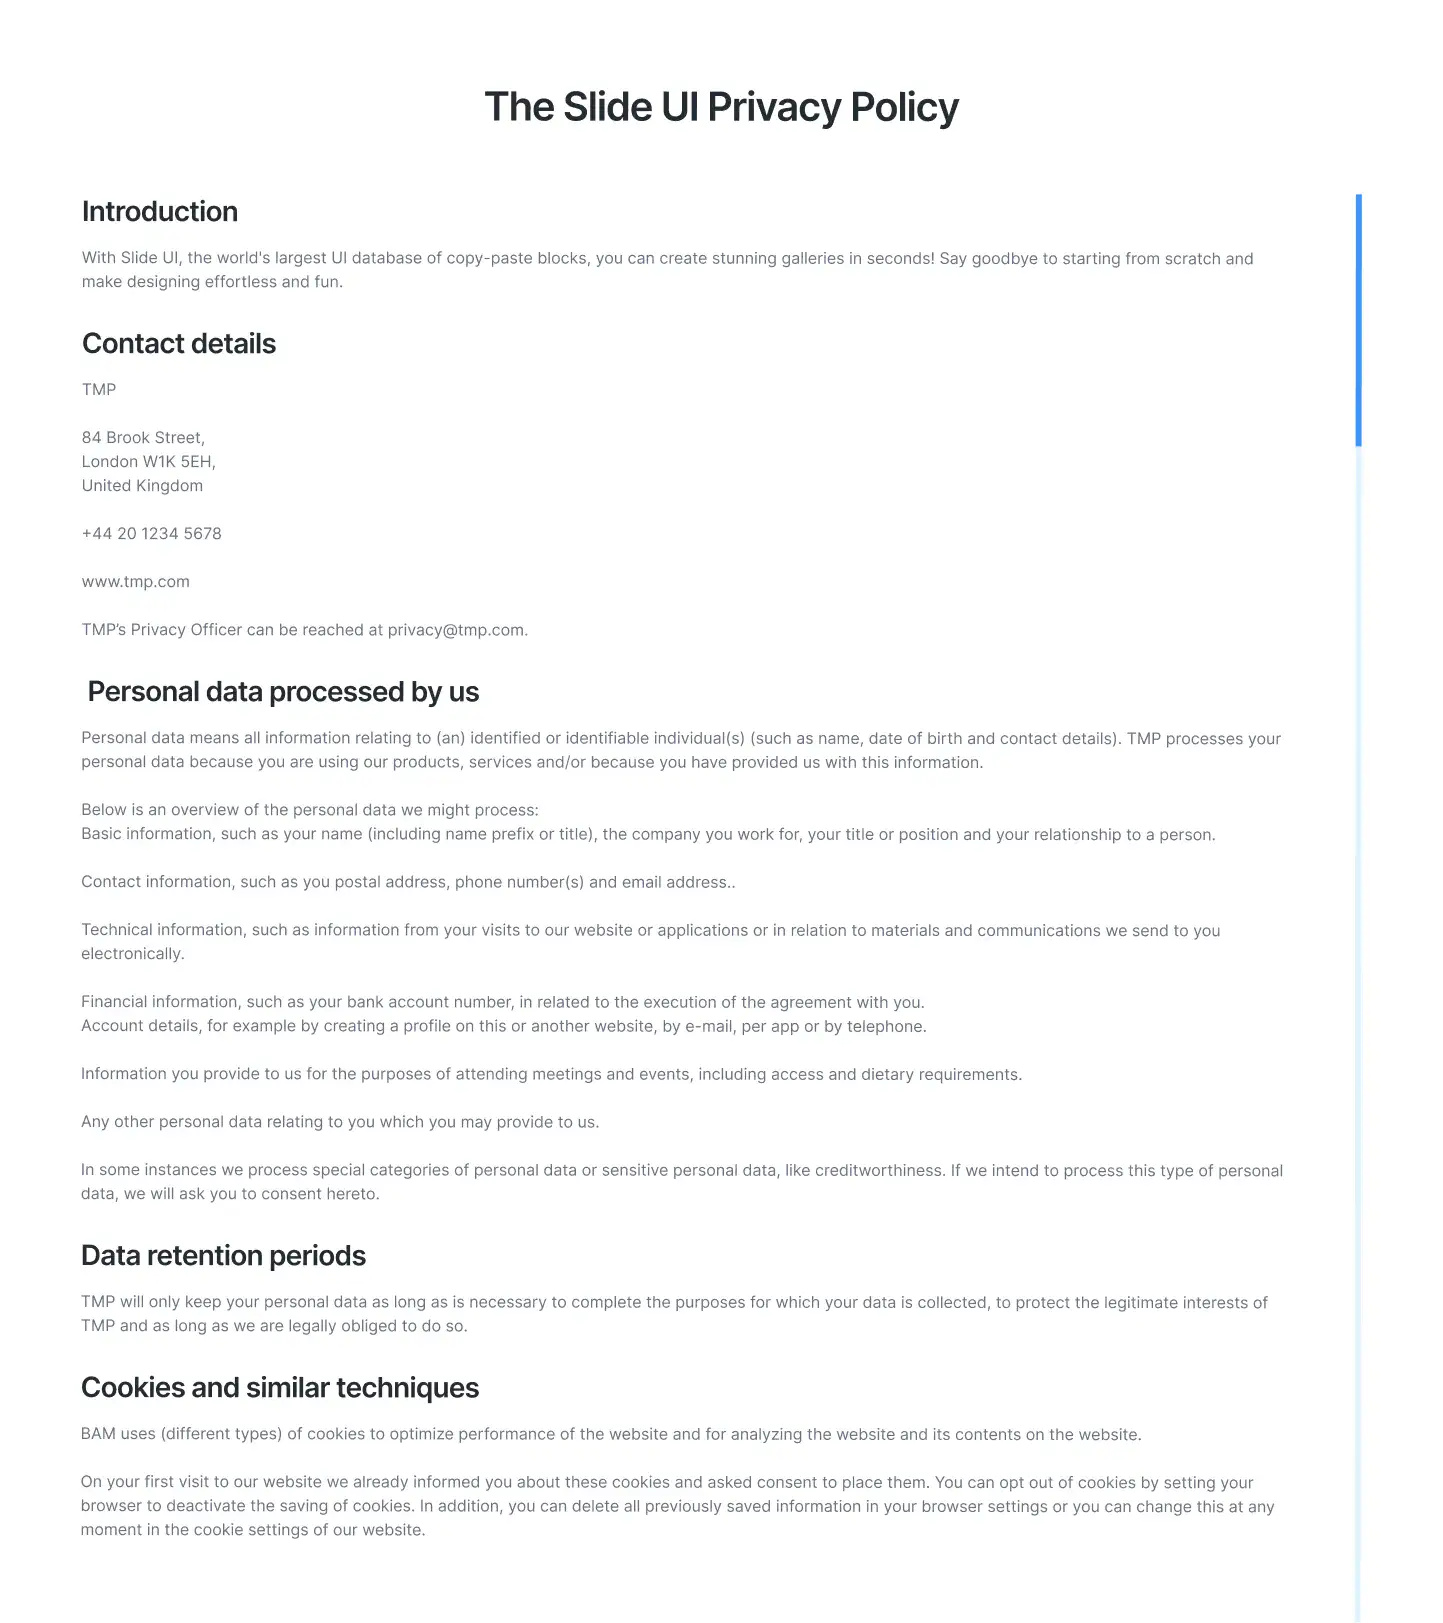 The Slide UI Privacy Policy
Introduction
With Slide UI, the world's largest UI database of copy-paste blocks, you can create stunning galleries in seconds! Say goodbye to starting from scratch and
make designing effortless and fun.
Contact details
TMP
84 Brook Street,
London W1K 5EH,
United Kingdom
+44 20 1234 5678
www.tmp.com
TMP’s Privacy Officer can be reached at privacy@tmp.com.
Personal data processed by us
Personal data means all information relating to (an) identified or identifiable individual(s) (such as name, date of birth and contact details). TMP processes your
personal data because you are using our products, services and/or because you have provided us with this information.
Below is an overview of the personal data we might process:
Basic information, such as your name (including name prefix or title), the company you work for, your title or position and your relationship to a person.
Contact information, such as you postal address, phone number(s) and email address..
Technical information, such as information from your visits to our website or applications or in relation to materials and communications we send to you
electronically.
Financial information, such as your bank account number, in related to the execution of the agreement with you.
Account details, for example by creating a profile on this or another website, by e-mail, per app or by telephone.
Information you provide to us for the purposes of attending meetings and events, including access and dietary requirements.
Any other personal data relating to you which you may provide to us.
In some instances we process special categories of personal data or sensitive personal data, like creditworthiness. If we intend to process this type of personal
data, we will ask you to consent hereto.
Data retention periods
TMP will only keep your personal data as long as is necessary to complete the purposes for which your data is collected, to protect the legitimate interests of
TMP and as long as we are legally obliged to do so.
Cookies and similar techniques
BAM uses (different types) of cookies to optimize performance of the website and for analyzing the website and its contents on the website.
On your first visit to our website we already informed you about these cookies and asked consent to place them. You can opt out of cookies by setting your
browser to deactivate the saving of cookies. In addition, you can delete all previously saved information in your browser settings or you can change this at any
moment in the cookie settings of our website.